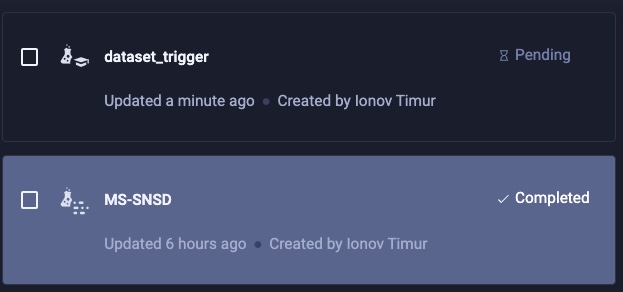 dataset_trigger
Pending
Updated a minute ago • Created by Ionov Timur
MS-SNSD
Completed
Updated 6 hours ago • Created by Ionov Timur